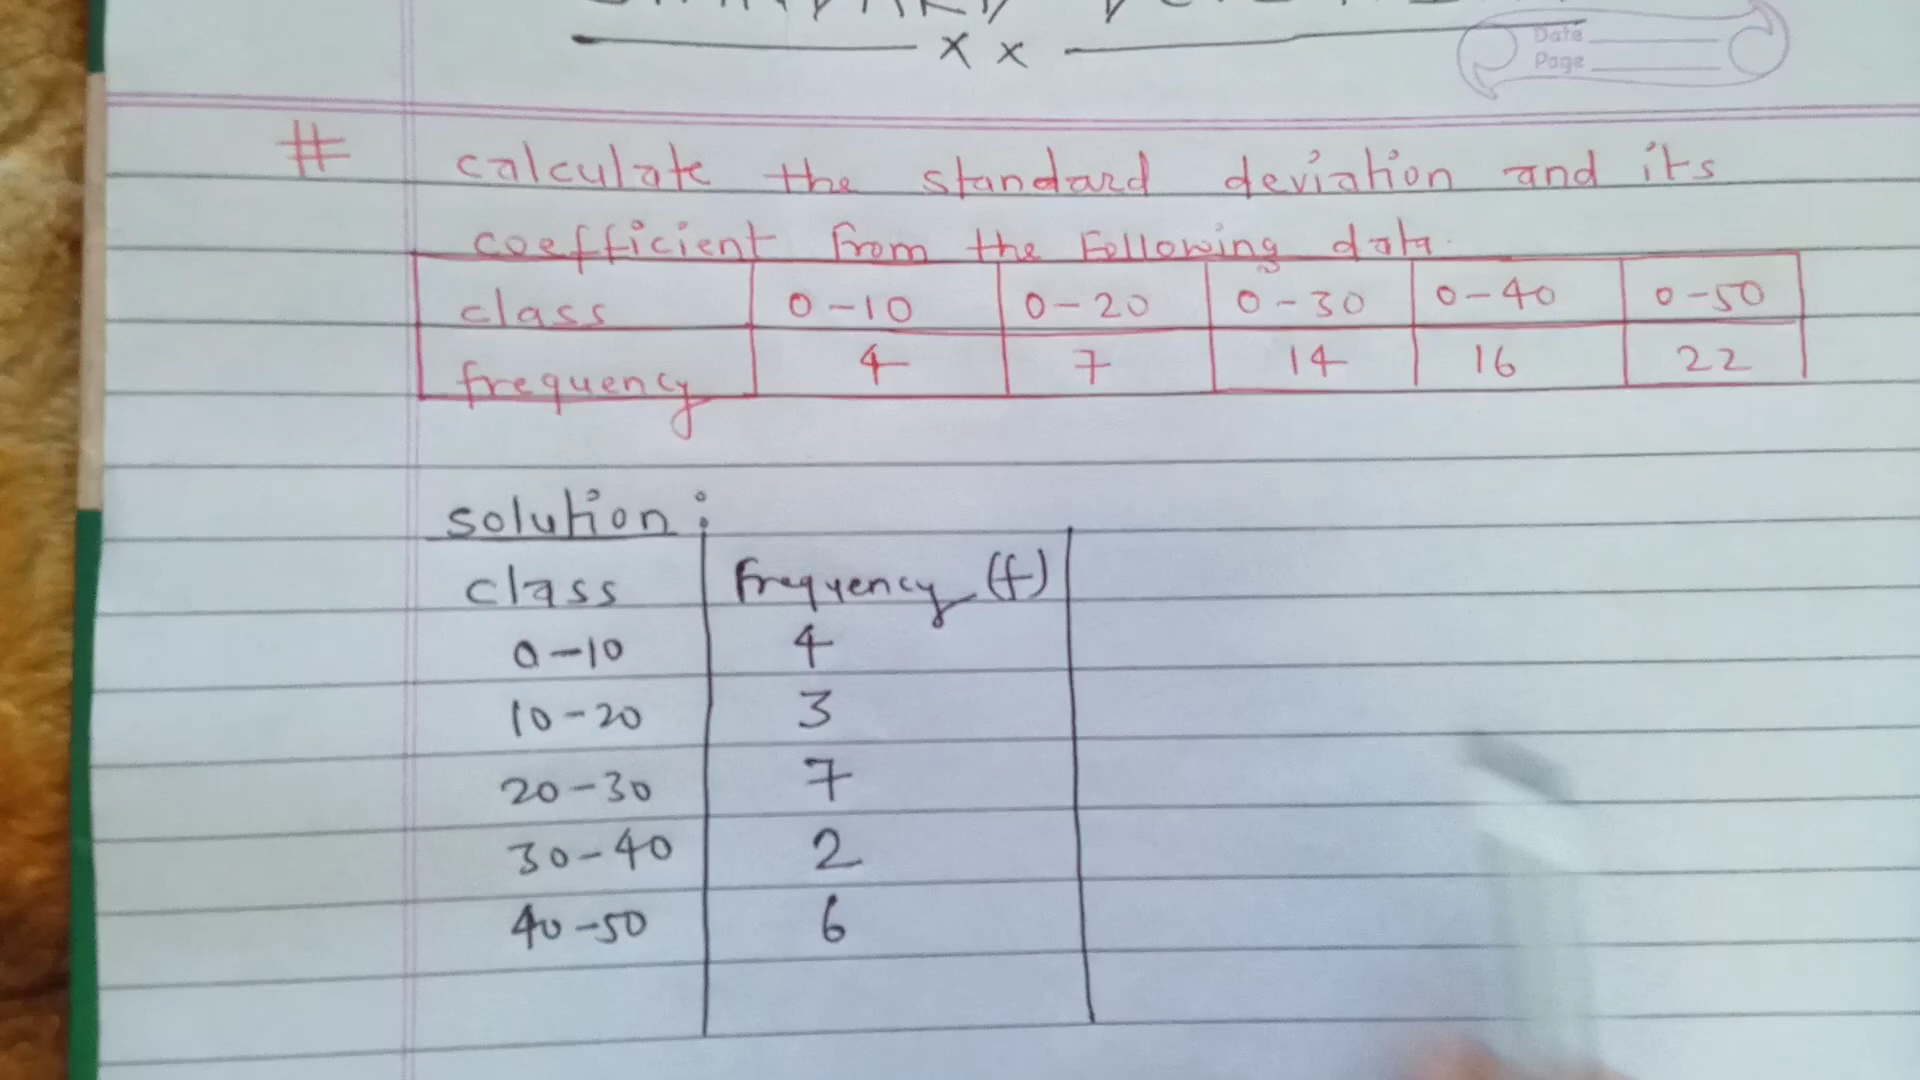 x x
Date
Page
# calculate the standard deviation and its
coefficient from the following data.
class 0-10 0-20 0-30 0-40 0-50
frequency 4 7 14 16 22
solution:
class Frequency (f)
0-10 4
10-20 3
20-30 7
30-40 2
40-50 6